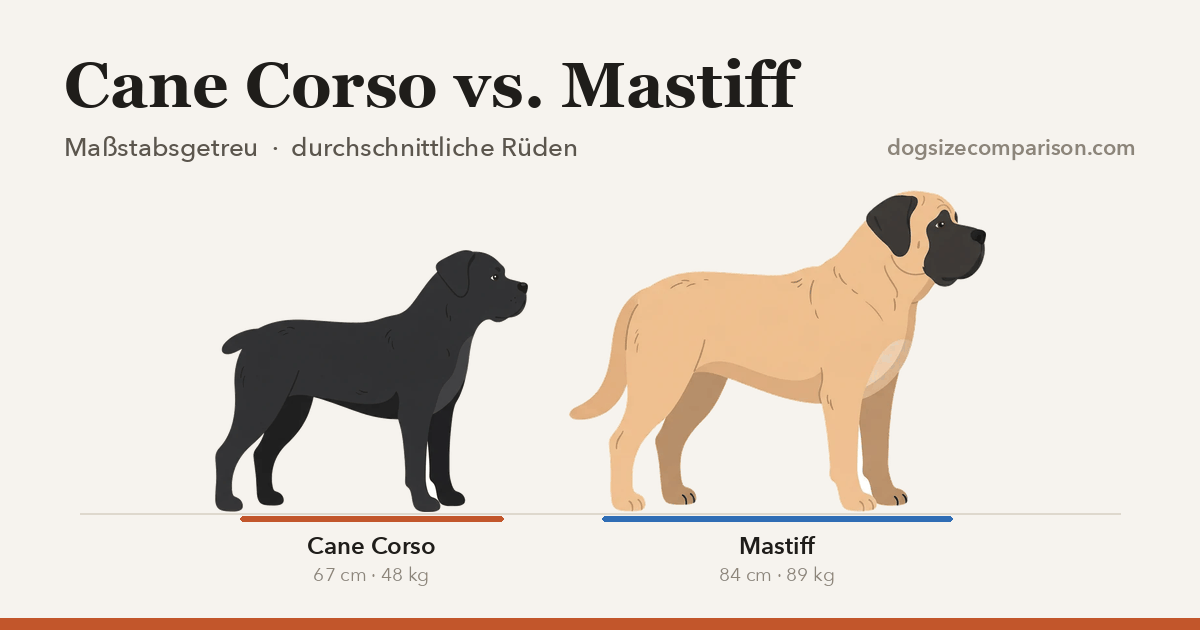 Cane Corso vs. Mastiff
Maßstabsgetreu · durchschnittliche Rüden
dogsizecomparison.com
Cane Corso
67 cm · 48 kg
Mastiff
84 cm · 89 kg